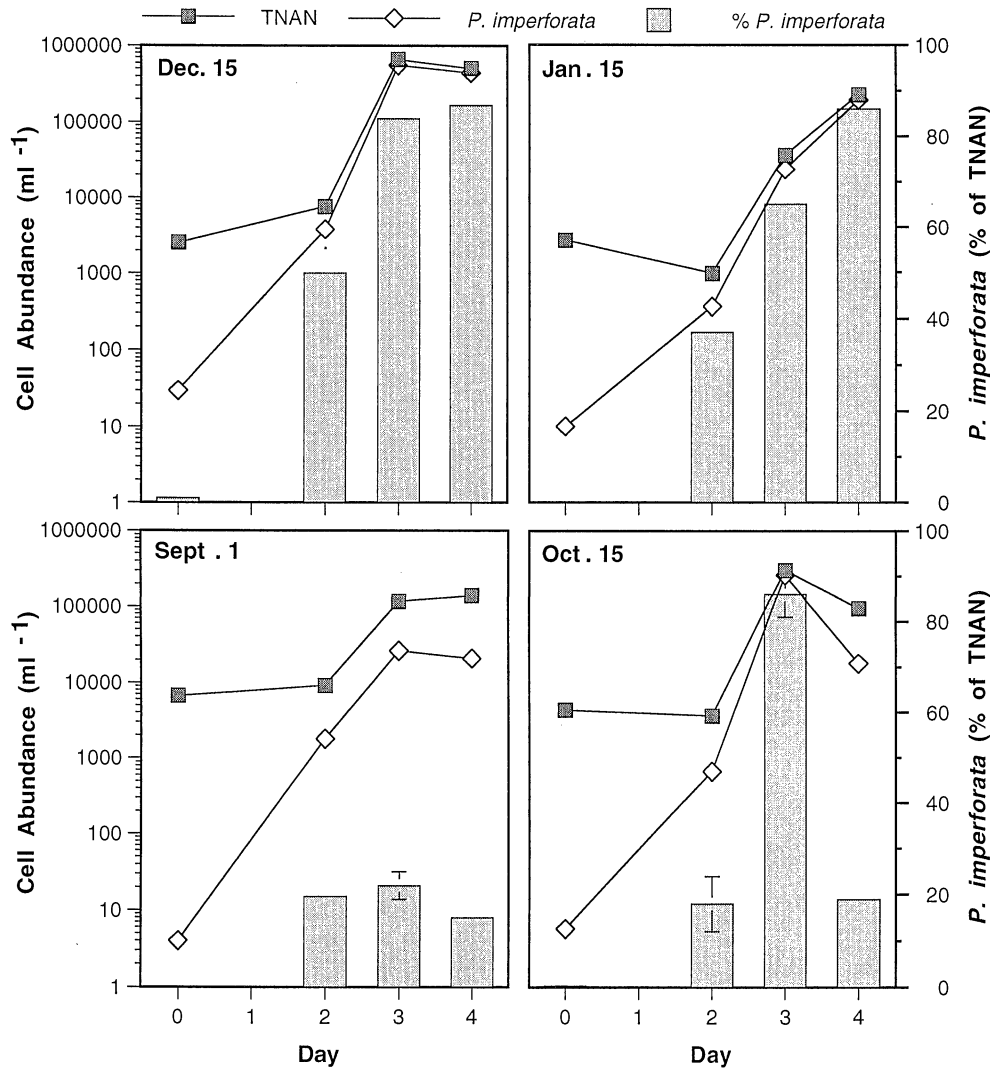 TNAN P. imperforata % P. imperforata
Dec. 15 Jan. 15
1000000 100
100000 80
10000 60
1000
100 40
10 20
1 0
Cell Abundance (ml -1)
P. imperforata (% of TNAN)
Sept . 1 Oct. 15
1000000 100
100000 80
10000 60
1000
100 40
10 20
1 0
Cell Abundance (ml -1)
P. imperforata (% of TNAN)
0 1 2 3 4 0 1 2 3 4
Day Day